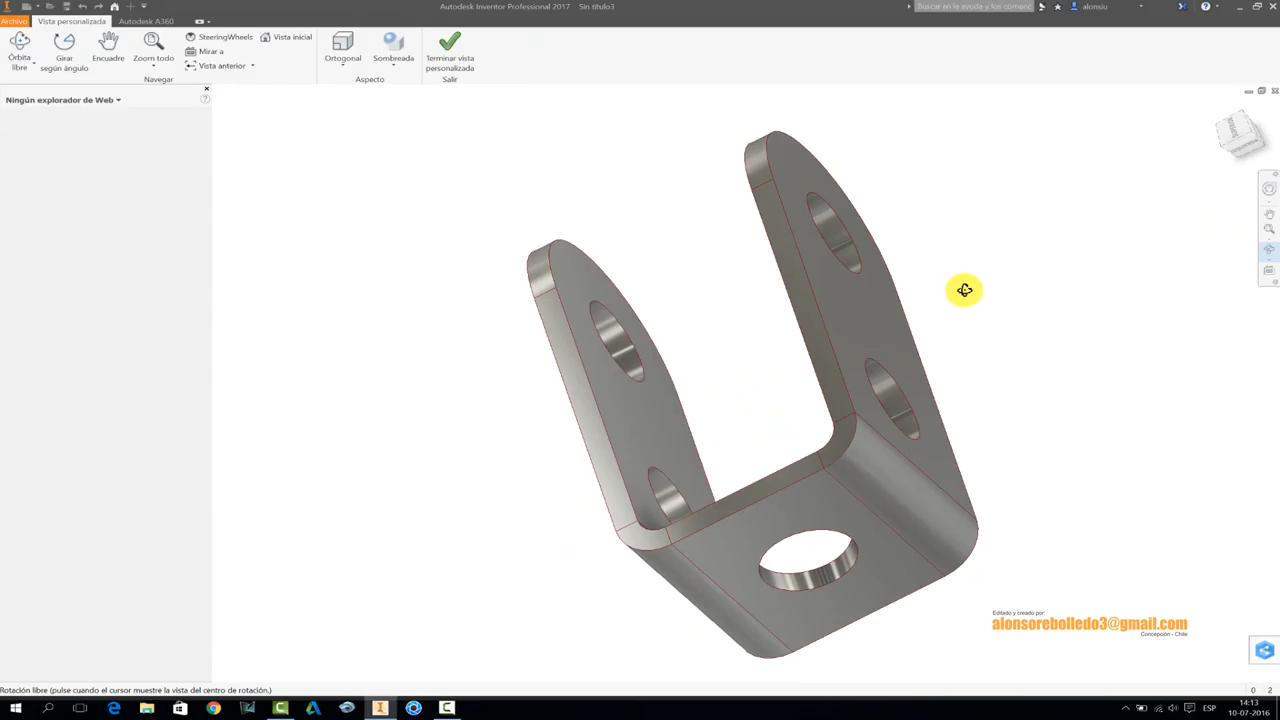 Autodesk Inventor Professional 2017 Sin título3
Buscar en la ayuda y los comanc
alonsiu
Archivo
Vista personalizada
Autodesk A360
Órbita libre
Girar según ángulo
Encuadre
Zoom todo
SteeringWheels
Vista inicial
Mirar a
Vista anterior
Navegar
Ortogonal
Sombreada
Aspecto
Terminar vista personalizada
Salir
Ningún explorador de Web
Editado y creado por:
alonsorebolledo3@gmail.com
Concepción - Chile
Rotación libre (pulse cuando el cursor muestre la vista del centro de rotación.)
0 2
ESP
14:13
10-07-2016